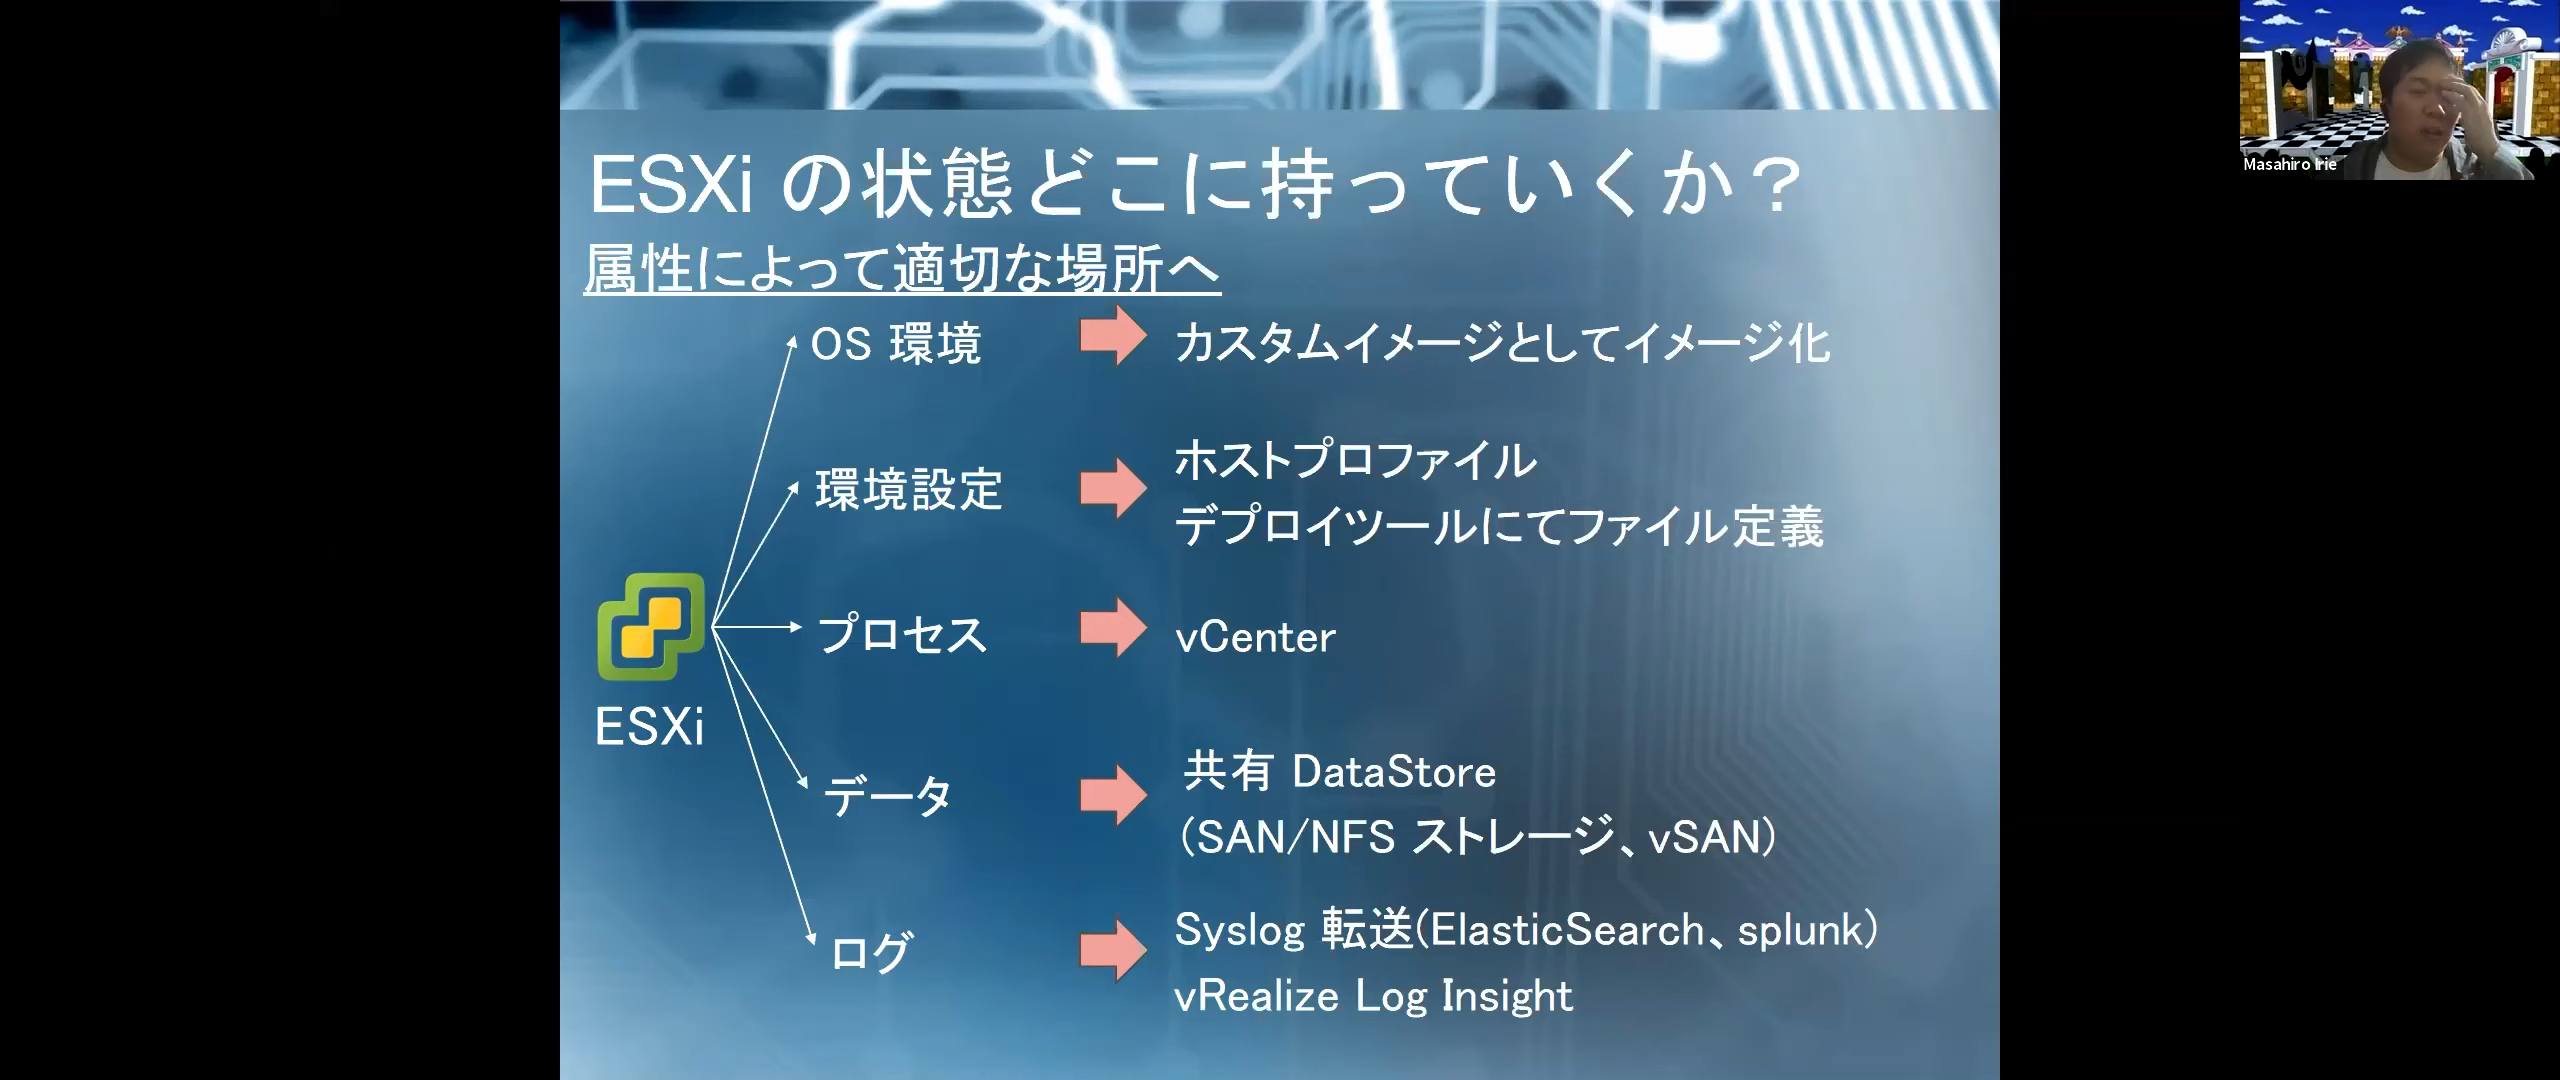 ESXi の状態どこに持っていくか？
属性によって適切な場所へ
OS 環境
カスタムイメージとしてイメージ化
環境設定
ホストプロファイル
デプロイツールにてファイル定義
プロセス
vCenter
データ
共有 DataStore
(SAN/NFS ストレージ、vSAN)
ログ
Syslog 転送(ElasticSearch、splunk)
vRealize Log Insight
ESXi
Masahiro Irie